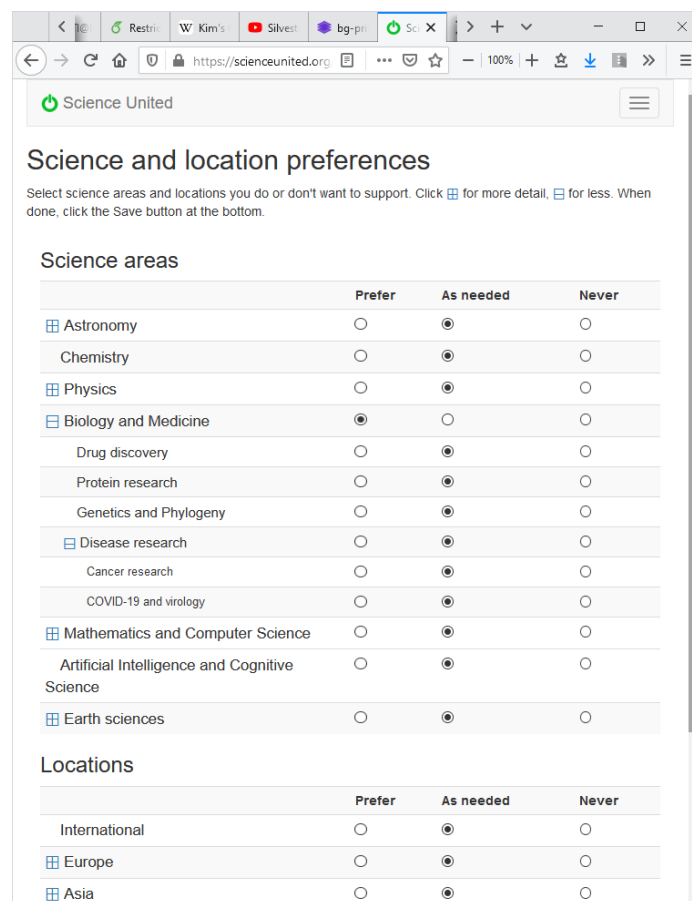 Restric
W Kim's
Silvest
bg-pri
Sci
https://scienceunited.org
100%
Science United
Science and location preferences
Select science areas and locations you do or don't want to support. Click ⊞ for more detail, ⊟ for less. When
done, click the Save button at the bottom.
Science areas
Prefer As needed Never
Astronomy
Chemistry
Physics
Biology and Medicine
Drug discovery
Protein research
Genetics and Phylogeny
Disease research
Cancer research
COVID-19 and virology
Mathematics and Computer Science
Artificial Intelligence and Cognitive
Science
Earth sciences
Locations
Prefer As needed Never
International
Europe
Asia